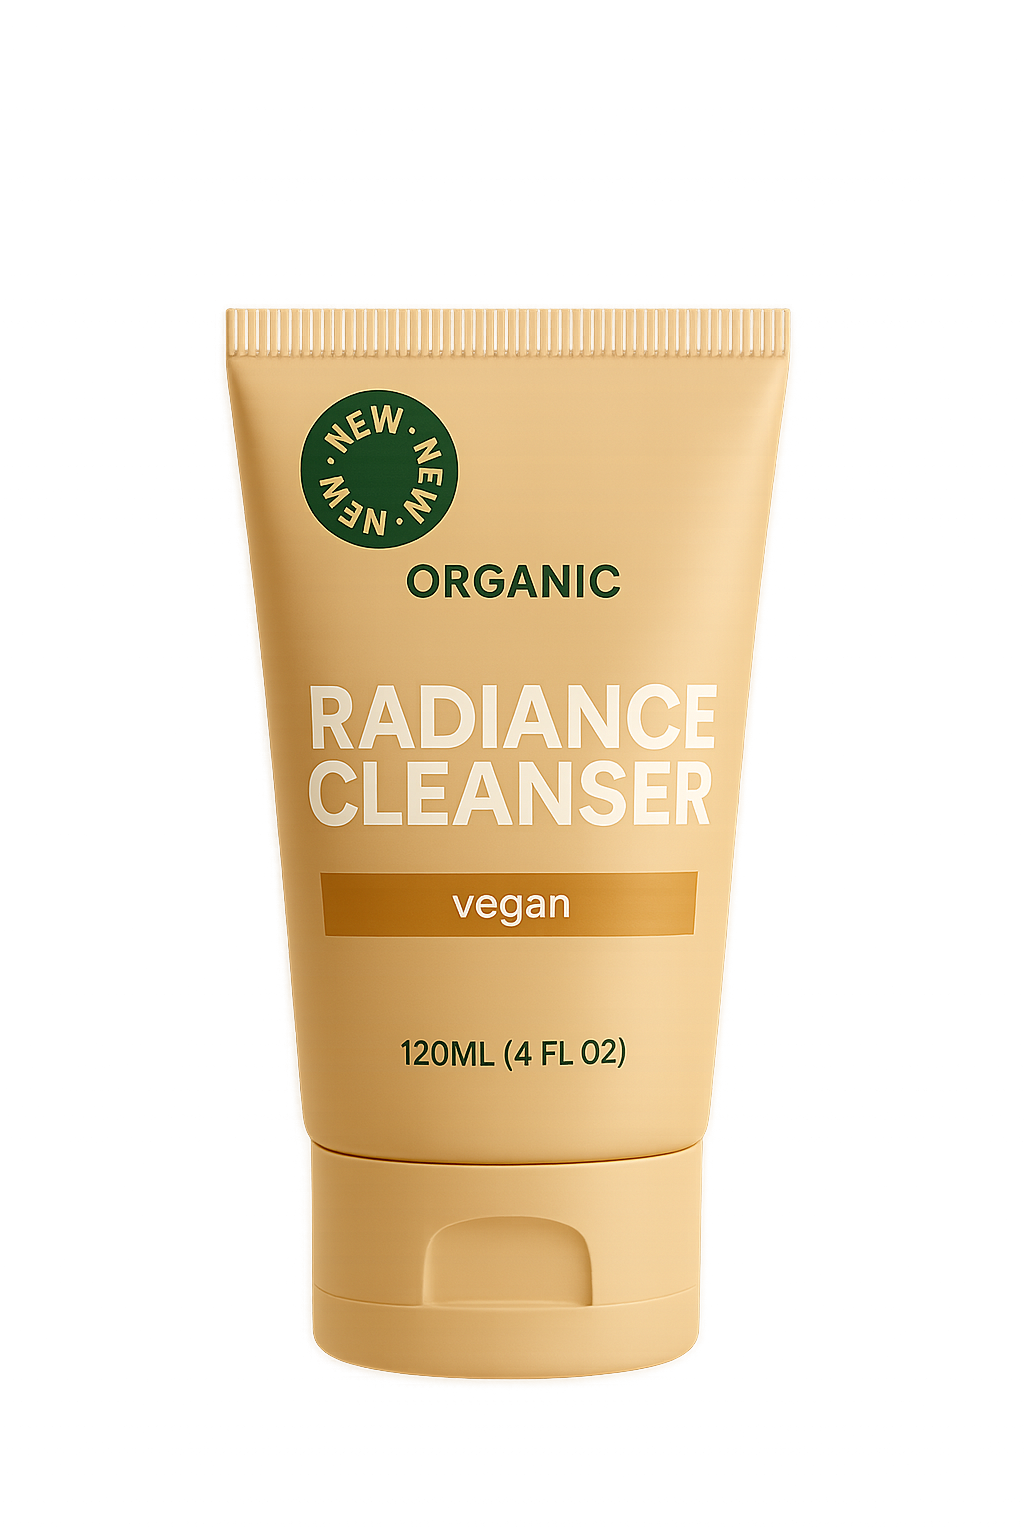 NEW · NEW · NEW ·
ORGANIC
RADIANCE
CLEANSER
vegan
120ML (4 FL 02)